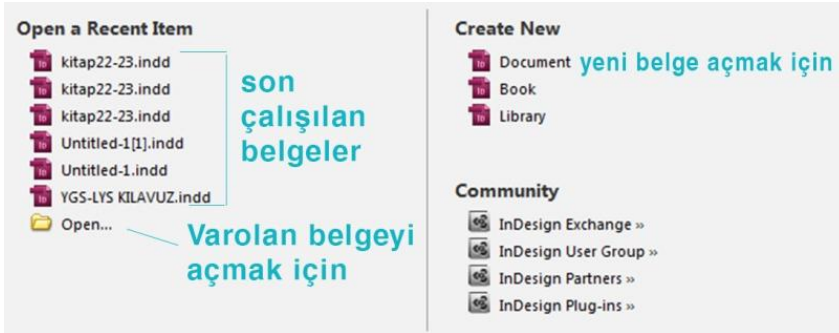 Open a Recent Item
kitap22-23.indd
kitap22-23.indd
kitap22-23.indd
Untitled-1[1].indd
Untitled-1.indd
YGS-LYS KILAVUZ.indd
Open...
son
çalışılan
belgeler
Varolan belgeyi
açmak için
Create New
Document yeni belge açmak için
Book
Library
Community
InDesign Exchange »
InDesign User Group »
InDesign Partners »
InDesign Plug-ins »